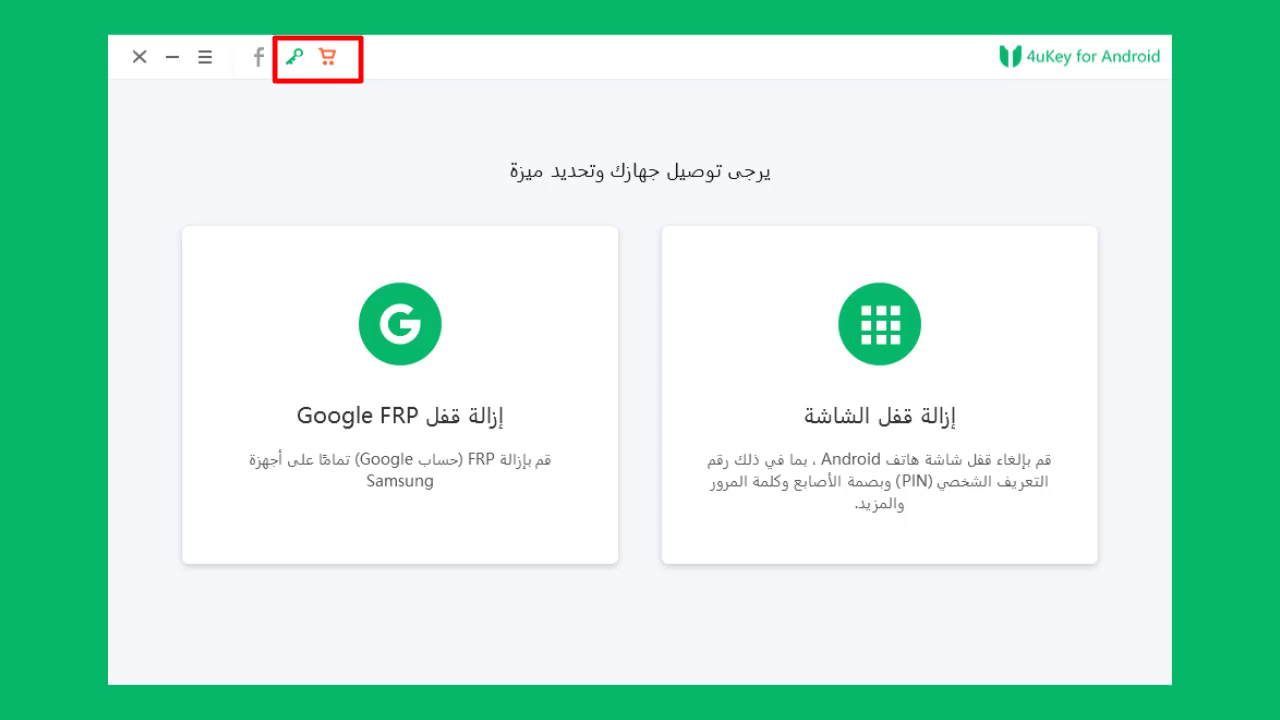 4uKey for Android
يرجى توصيل جهازك وتحديد ميزة
إزالة قفل الشاشة
قم بإلغاء قفل شاشة هاتف Android ، بما في ذلك رقم
التعريف الشخصي (PIN) وبصمة الأصابع وكلمة المرور
والمزيد.
إزالة قفل Google FRP
قم بإزالة FRP (حساب Google) تمامًا على أجهزة
Samsung